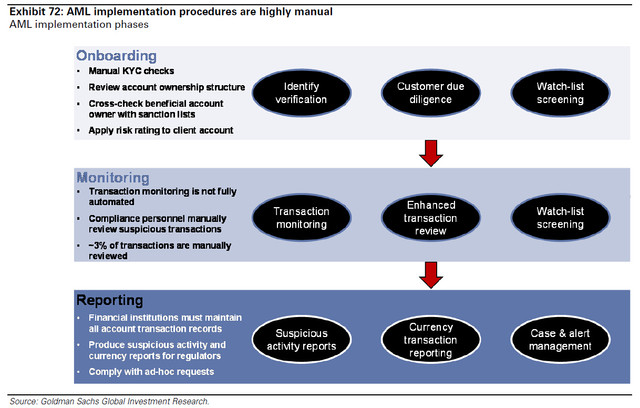 Exhibit 72: AML implementation procedures are highly manual
AML implementation phases
Onboarding
• Manual KYC checks
• Review account ownership structure
• Cross-check beneficial account
owner with sanction lists
• Apply risk rating to client account
Identify
verification
Customer due
diligence
Watch-list
screening
Monitoring
• Transaction monitoring is not fully
automated
• Compliance personnel manually
review suspicious transactions
• ~3% of transactions are manually
reviewed
Transaction
monitoring
Enhanced
transaction
review
Watch-list
screening
Reporting
• Financial institutions must maintain
all account transaction records
• Produce suspicious activity and
currency reports for regulators
• Comply with ad-hoc requests
Suspicious
activity reports
Currency
transaction
reporting
Case & alert
management
Source: Goldman Sachs Global Investment Research.